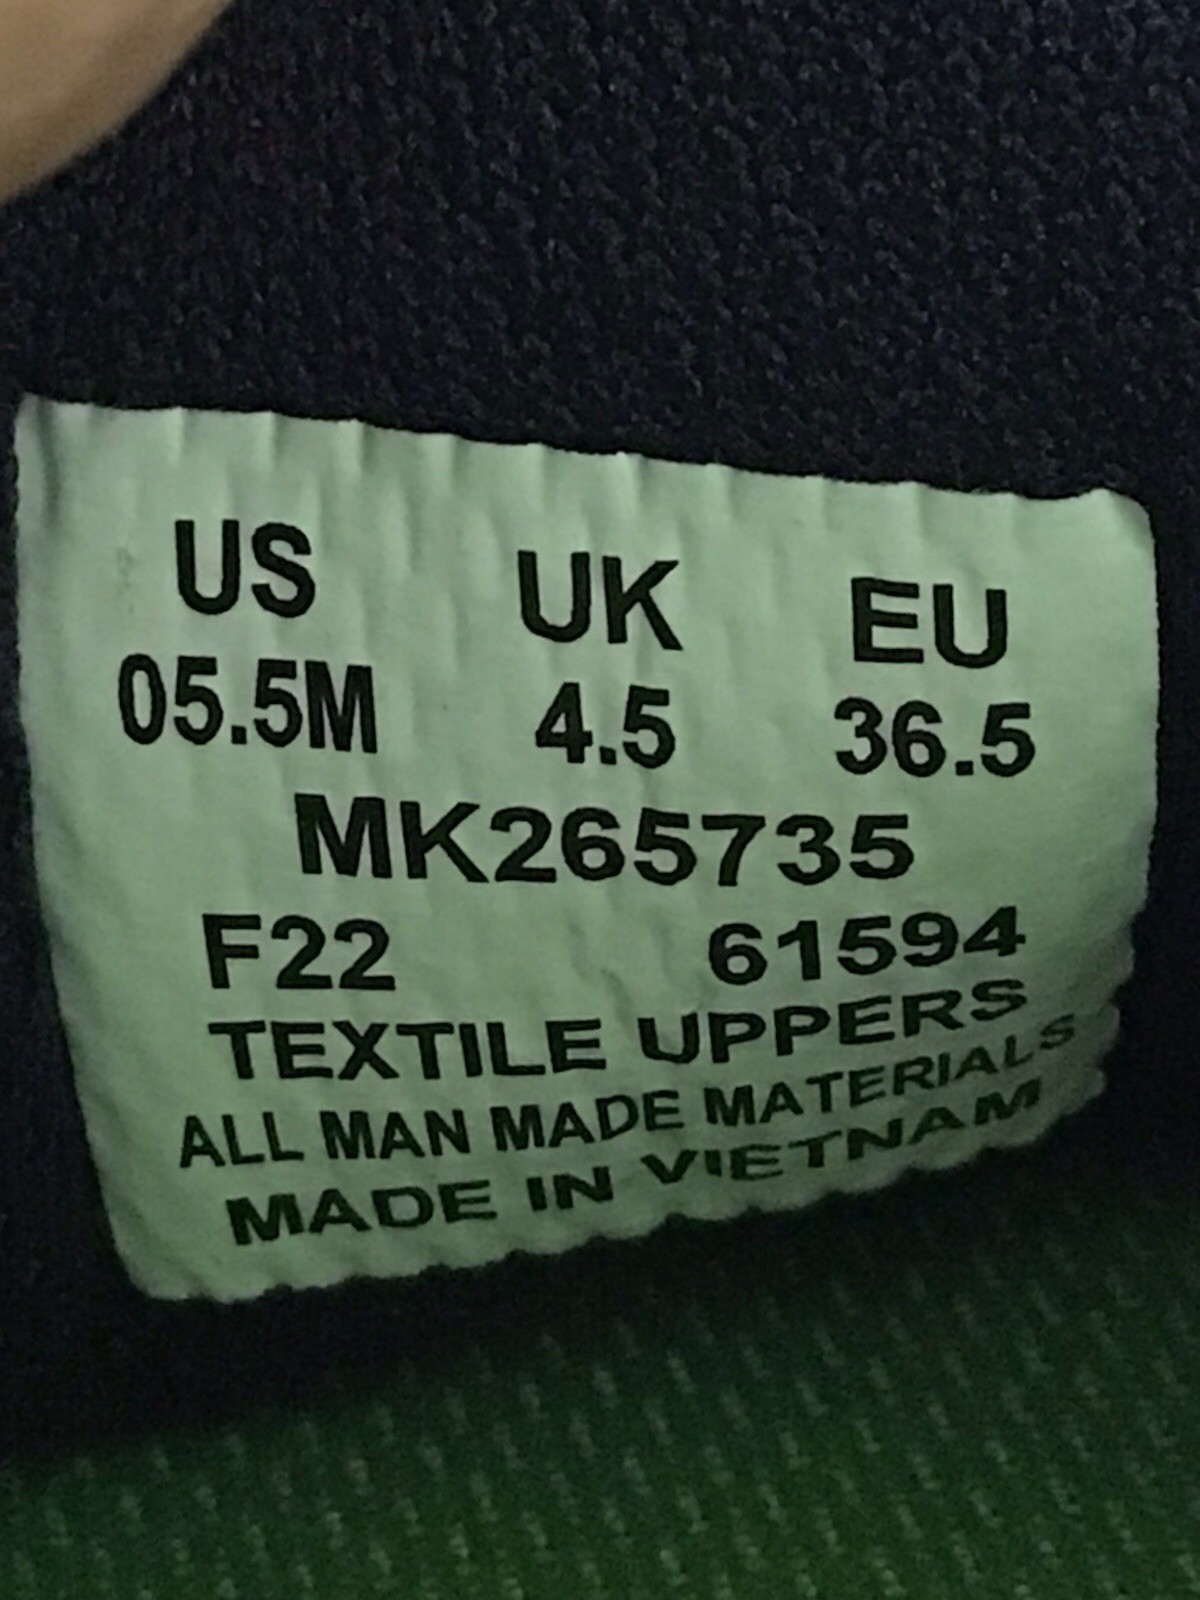 US UK EU
05.5M 4.5 36.5
MK265735
F22 61594
TEXTILE UPPERS
ALL MAN MADE MATERIALS
MADE IN VIETNAM